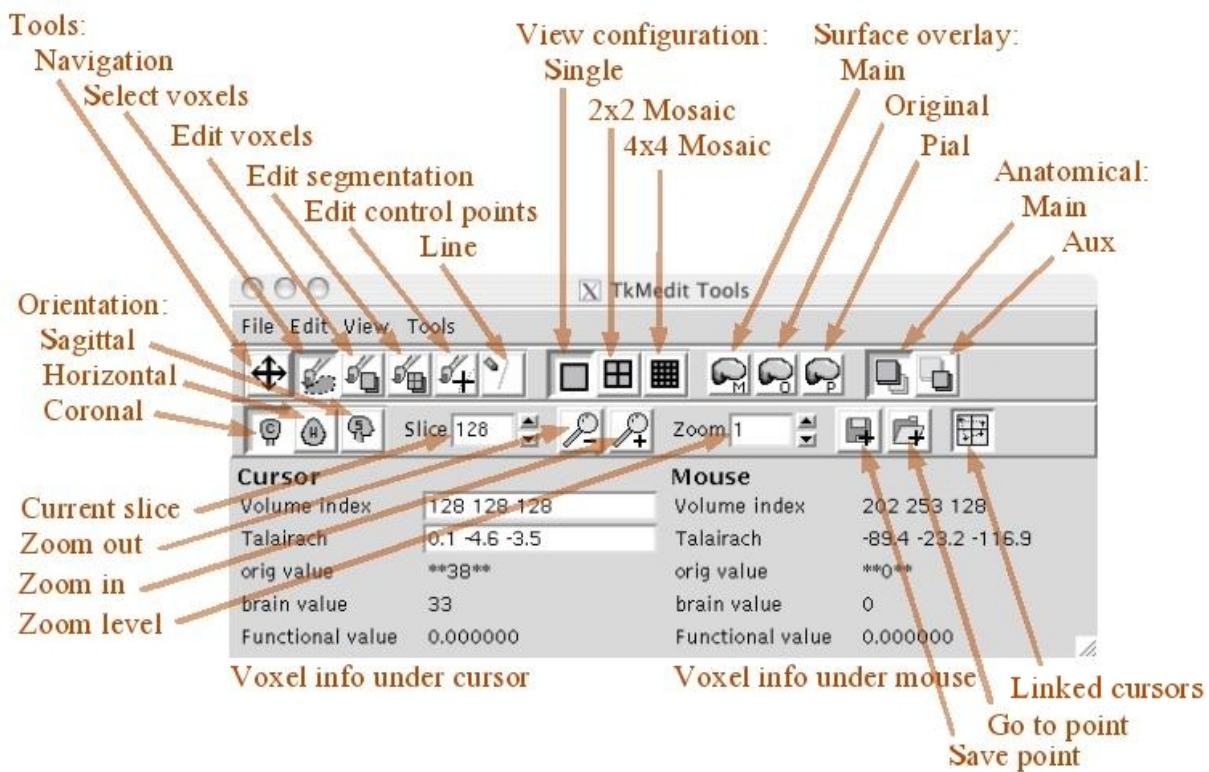 Tools:
Navigation
Select voxels
Edit voxels
Edit segmentation
Edit control points
Line
View configuration:
Single
2x2 Mosaic
4x4 Mosaic
Surface overlay:
Main
Original
Pial
Anatomical:
Main
Aux
Orientation:
Sagittal
Horizontal
Coronal
X TkMedit Tools
File Edit View Tools
M O P
C H S Slice 128 Zoom 1
Cursor Mouse
Volume index 128 128 128 Volume index 202 253 128
Talairach 0.1 -4.6 -3.5 Talairach -89.4 -23.2 -116.9
orig value **38** orig value **0**
brain value 33 brain value 0
Functional value 0.000000 Functional value 0.000000
Current slice
Zoom out
Zoom in
Zoom level
Voxel info under cursor
Voxel info under mouse
Linked cursors
Go to point
Save point